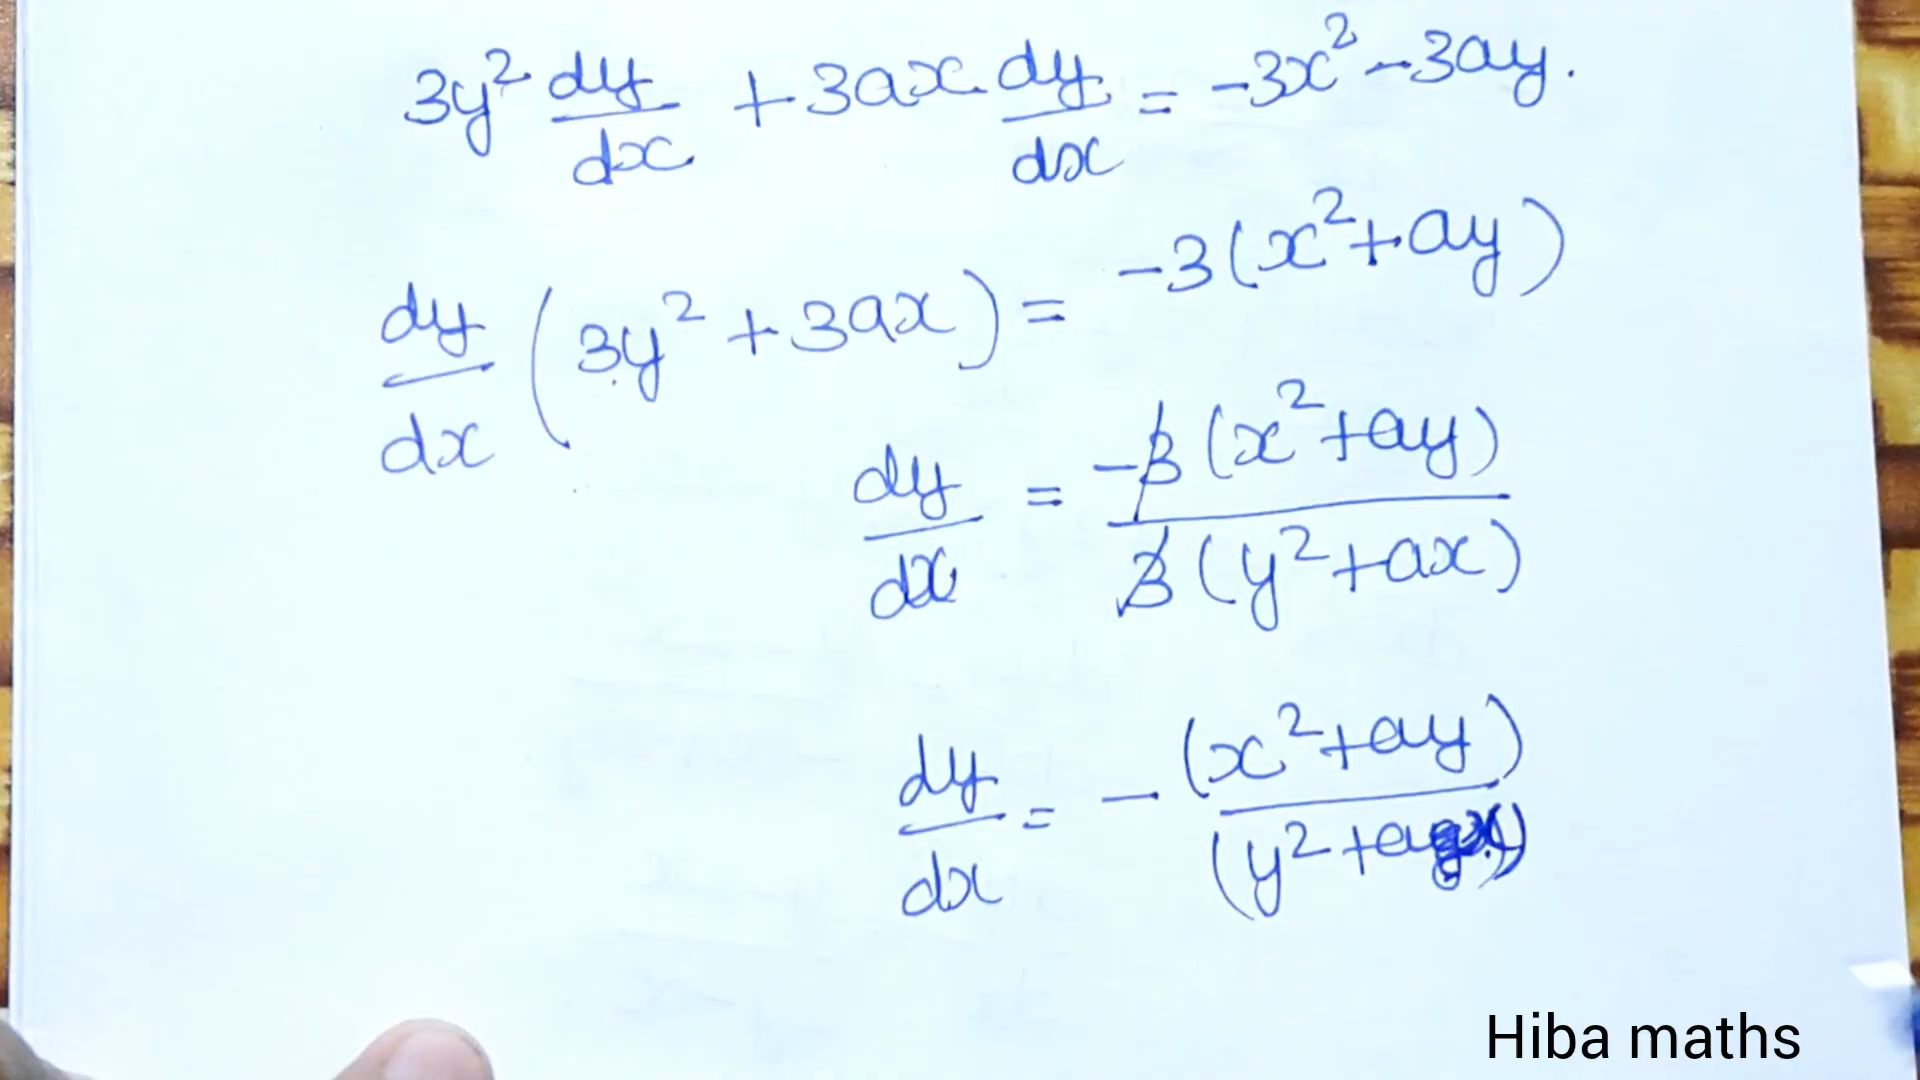 3y² dy/dx + 3ax dy/dx = -3x² - 3ay.
dy/dx (3y² + 3ax) = -3(x² + ay)
dy/dx = -3(x² + ay)/3(y² + ax)
dy/dx = - (x² + ay)/(y² + ax)
Hiba maths